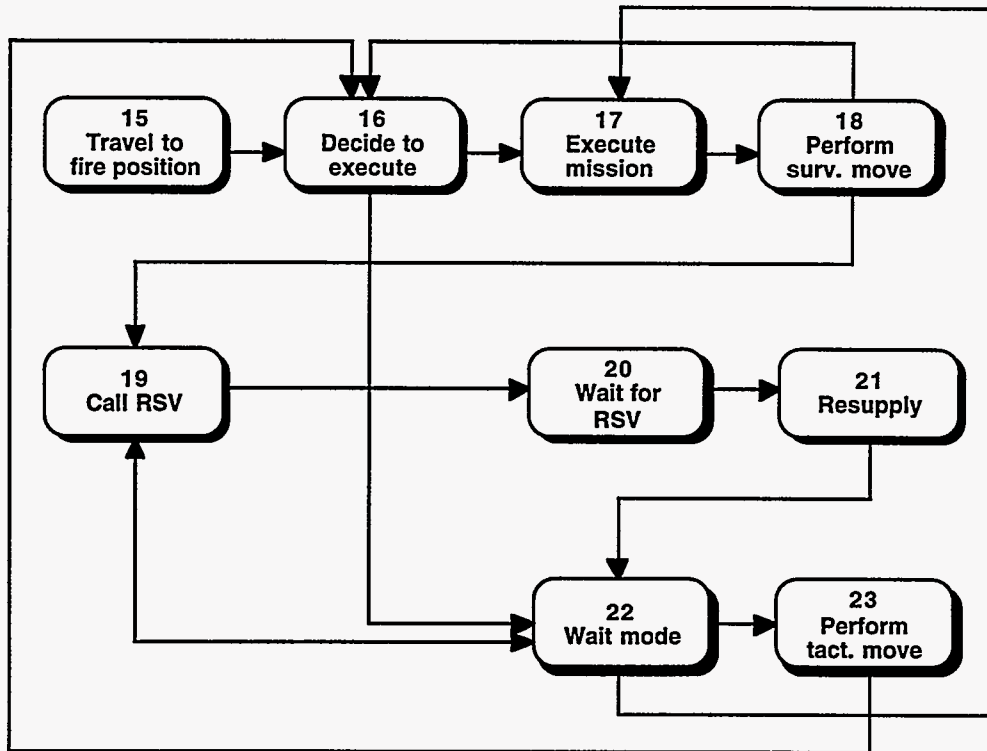 15
Travel to
fire position
16
Decide to
execute
17
Execute
mission
18
Perform
surv. move
19
Call RSV
20
Wait for
RSV
21
Resupply
22
Wait mode
23
Perform
tact. move